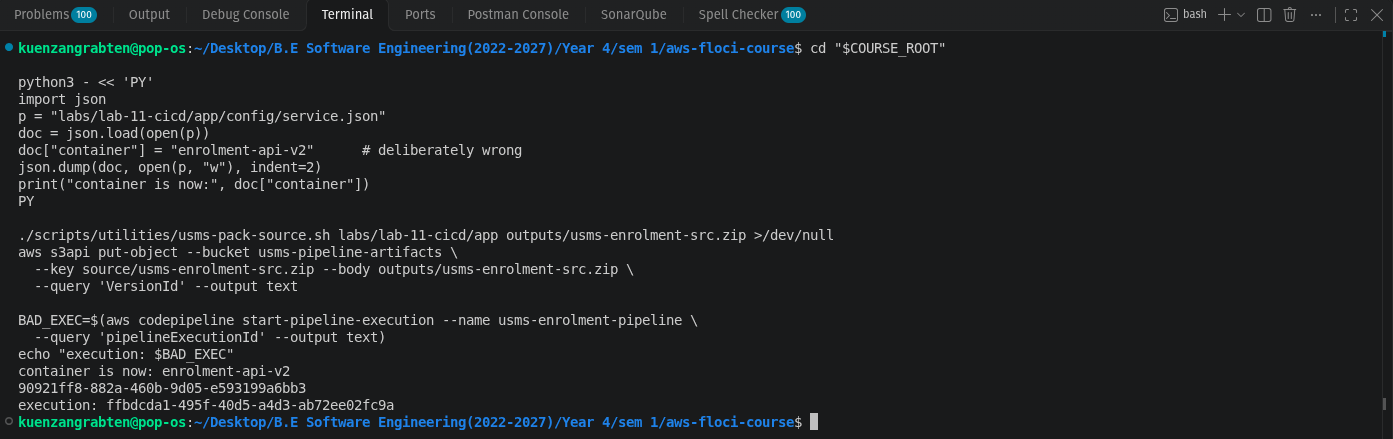 Problems 100 Output Debug Console Terminal Ports Postman Console SonarQube Spell Checker 100 bash
kuenzangrabten@pop-os:~/Desktop/B.E Software Engineering(2022-2027)/Year 4/sem 1/aws-floci-course$ cd "$COURSE_ROOT"
python3 - << 'PY'
import json
p = "labs/lab-11-cicd/app/config/service.json"
doc = json.load(open(p))
doc["container"] = "enrolment-api-v2"      # deliberately wrong
json.dump(doc, open(p, "w"), indent=2)
print("container is now:", doc["container"])
PY
./scripts/utilities/usms-pack-source.sh labs/lab-11-cicd/app outputs/usms-enrolment-src.zip >/dev/null
aws s3api put-object --bucket usms-pipeline-artifacts \
  --key source/usms-enrolment-src.zip --body outputs/usms-enrolment-src.zip \
  --query 'VersionId' --output text
BAD_EXEC=$(aws codepipeline start-pipeline-execution --name usms-enrolment-pipeline \
  --query 'pipelineExecutionId' --output text)
echo "execution: $BAD_EXEC"
container is now: enrolment-api-v2
90921ff8-882a-460b-9d05-e593199a6bb3
execution: ffbdcda1-495f-40d5-a4d3-ab72ee02fc9a
kuenzangrabten@pop-os:~/Desktop/B.E Software Engineering(2022-2027)/Year 4/sem 1/aws-floci-course$